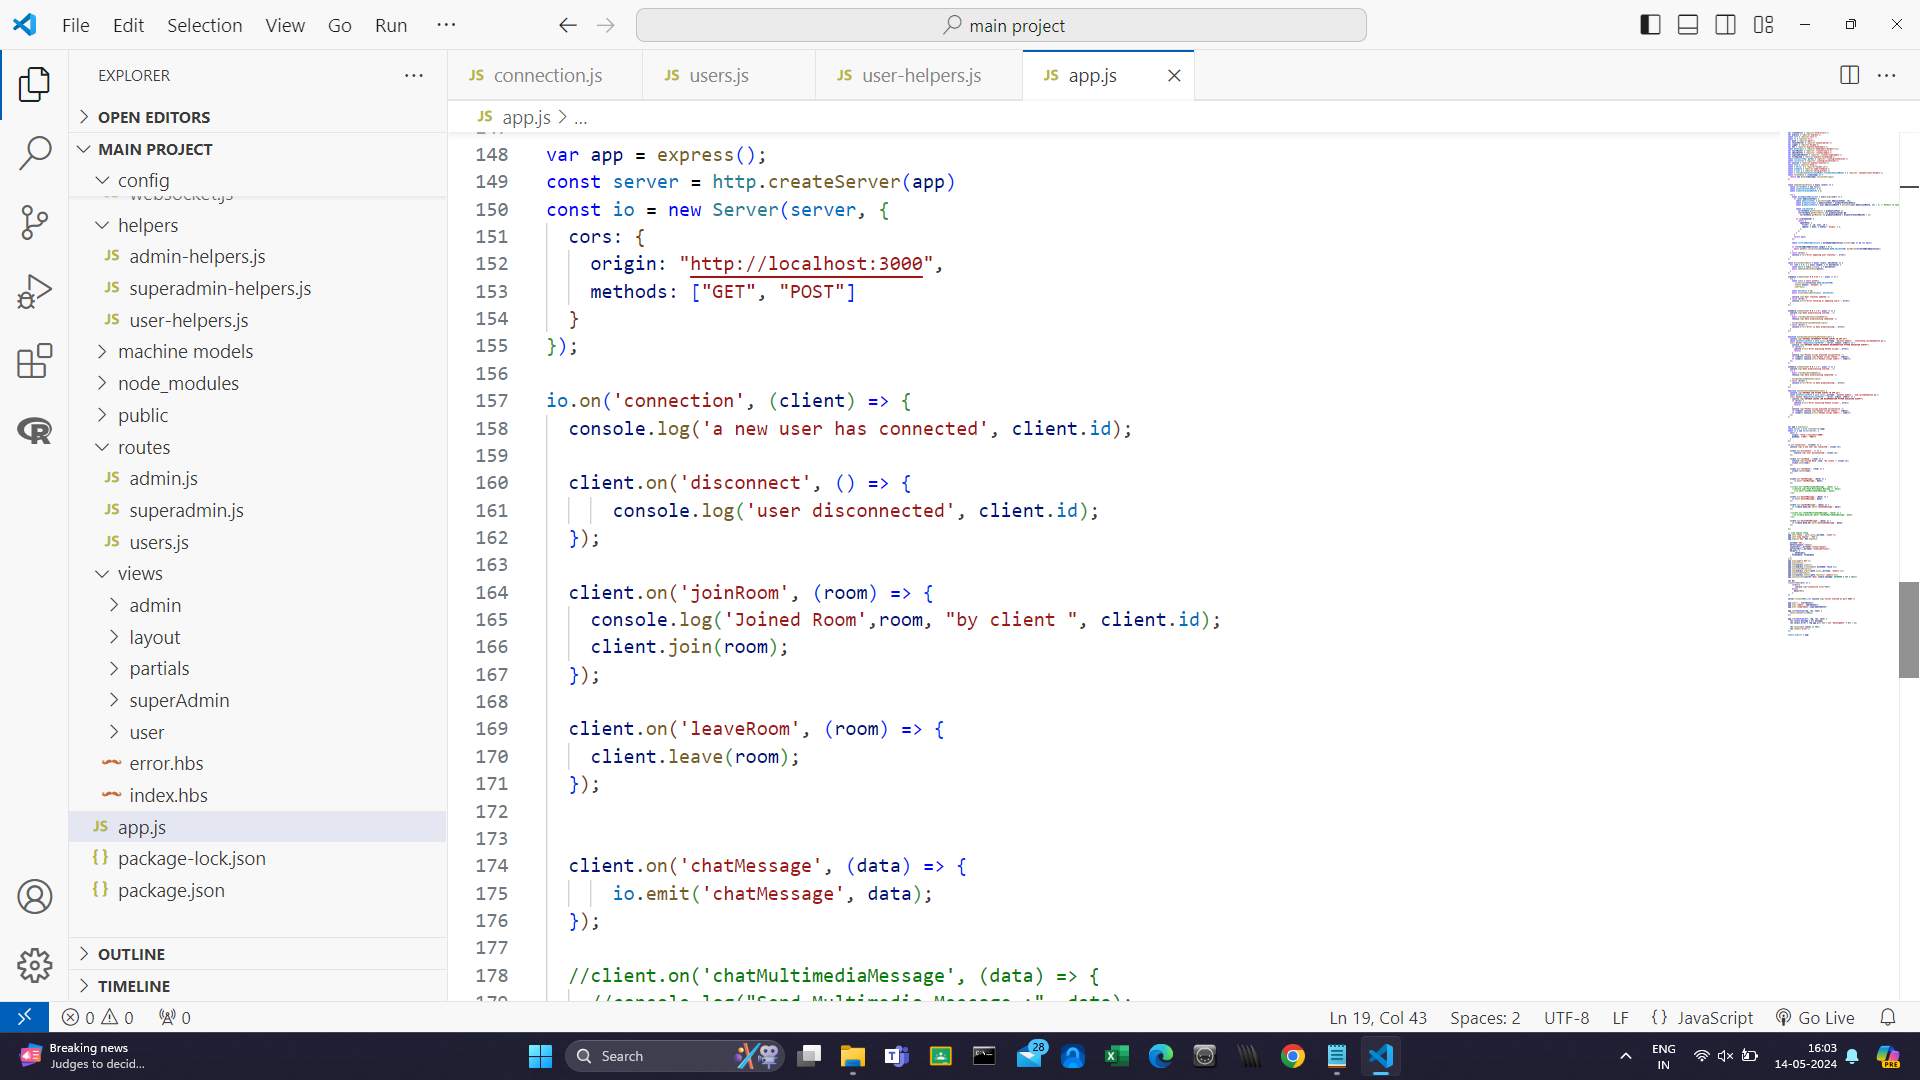 File Edit Selection View Go Run ···
main project
EXPLORER ···
OPEN EDITORS
MAIN PROJECT
config
websocket.js
helpers
JS admin-helpers.js
JS superadmin-helpers.js
JS user-helpers.js
machine models
node_modules
public
routes
JS admin.js
JS superadmin.js
JS users.js
views
admin
layout
partials
superAdmin
user
error.hbs
index.hbs
JS app.js
{} package-lock.json
{} package.json
OUTLINE
TIMELINE
JS connection.js JS users.js JS user-helpers.js JS app.js
JS app.js > ...
148 var app = express();
149 const server = http.createServer(app)
150 const io = new Server(server, {
151 cors: {
152 origin: "http://localhost:3000",
153 methods: ["GET", "POST"]
154 }
155 });
156
157 io.on('connection', (client) => {
158 console.log('a new user has connected', client.id);
159
160 client.on('disconnect', () => {
161 console.log('user disconnected', client.id);
162 });
163
164 client.on('joinRoom', (room) => {
165 console.log('Joined Room',room, "by client ", client.id);
166 client.join(room);
167 });
168
169 client.on('leaveRoom', (room) => {
170 client.leave(room);
171 });
172
173
174 client.on('chatMessage', (data) => {
175 io.emit('chatMessage', data);
176 });
177
178 //client.on('chatMultimediaMessage', (data) => {
179 //console.log("Send Multimedia Message :", data);
0 0 0 Ln 19, Col 43 Spaces: 2 UTF-8 LF {} JavaScript Go Live
Breaking news
Judges to decid...
Search
28
ENG
IN
16:03
14-05-2024
PRE